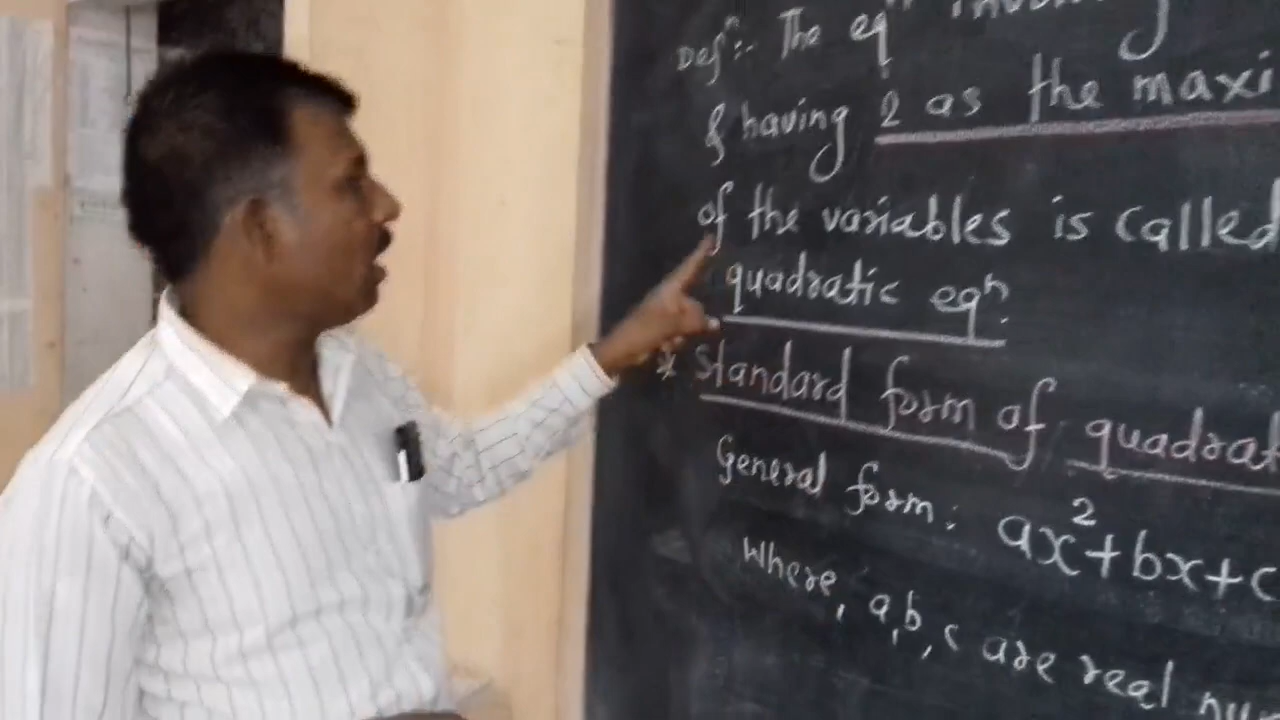 Defⁿ:- The eqⁿ
& having 2 as the maxi
of the variables is called
quadratic eqⁿ.
* Standard form of quadrat
General form: ax²+bx+c
Where, a,b,c are real nu